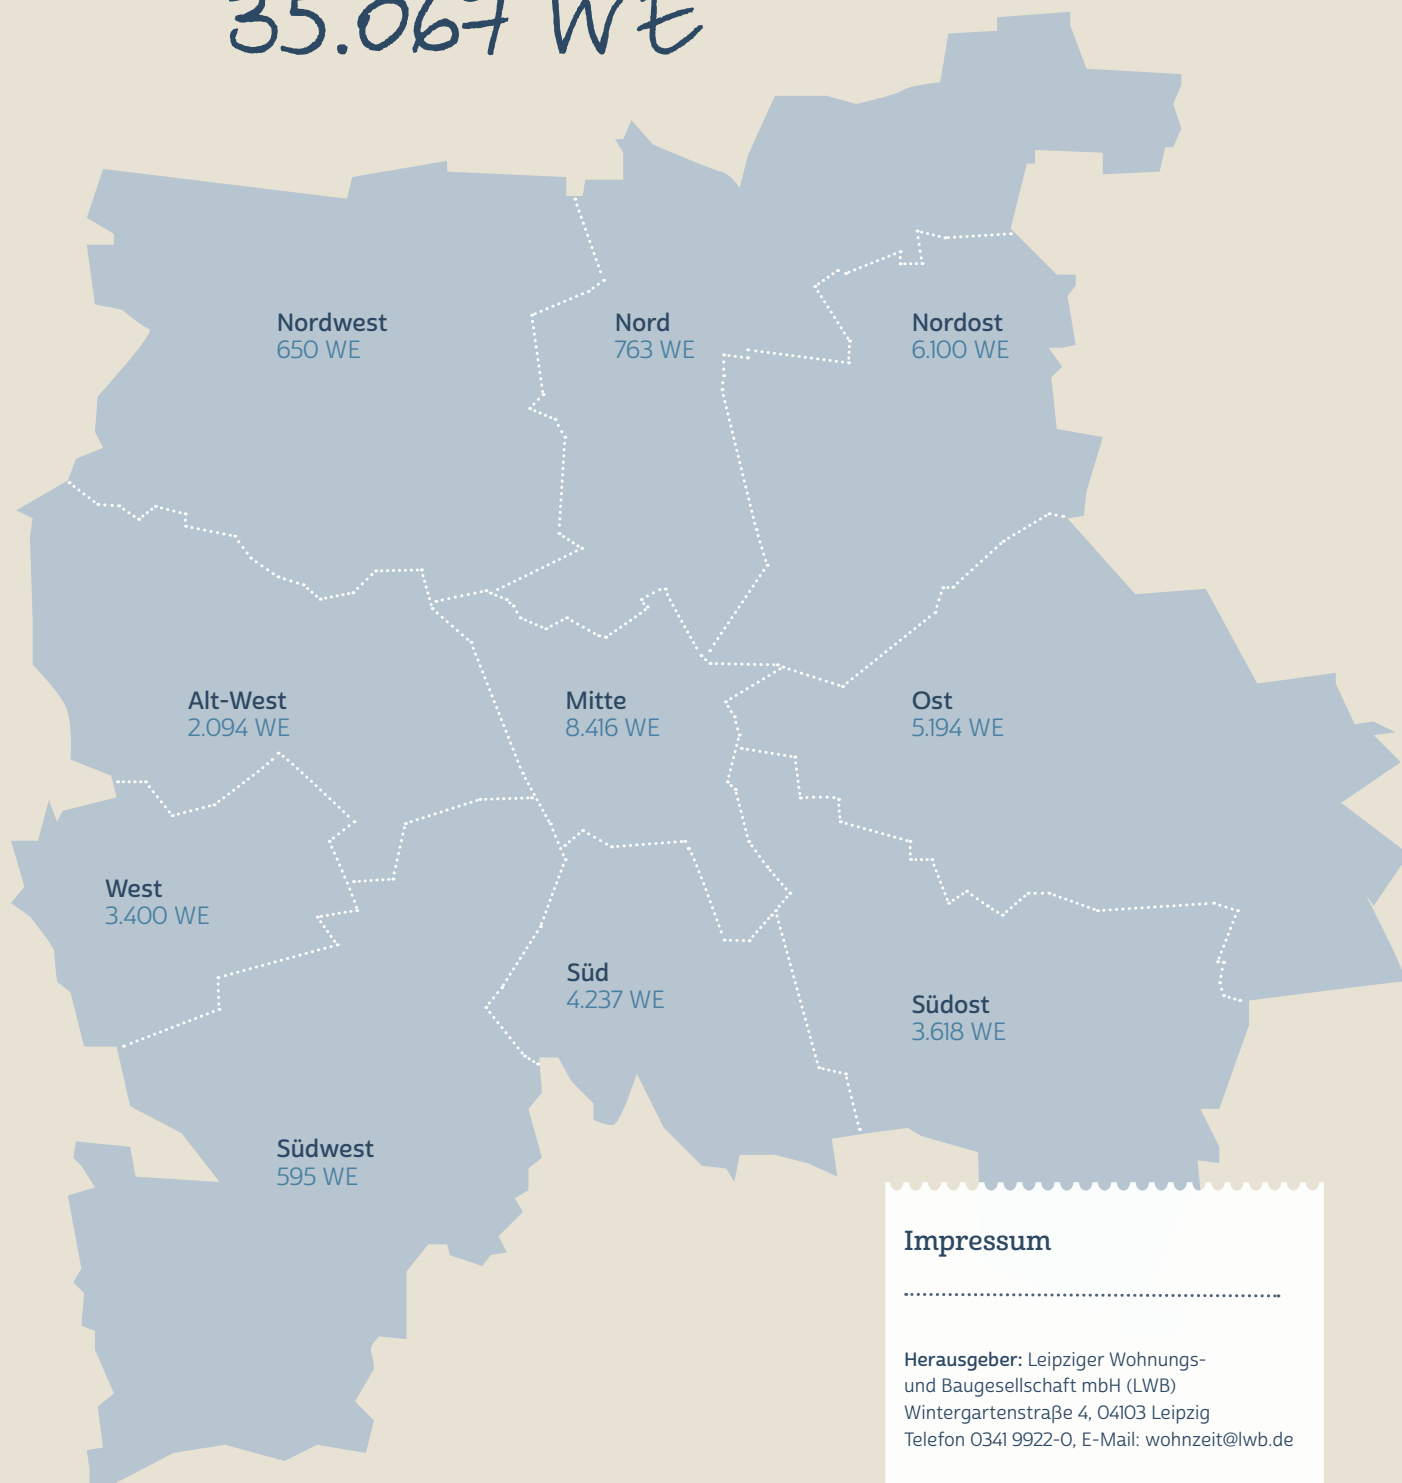 35.067 WE
Nordwest
650 WE
Nord
763 WE
Nordost
6.100 WE
Alt-West
2.094 WE
Mitte
8.416 WE
Ost
5.194 WE
West
3.400 WE
Süd
4.237 WE
Südost
3.618 WE
Südwest
595 WE
Impressum
Herausgeber: Leipziger Wohnungs-
und Baugesellschaft mbH (LWB)
Wintergartenstraße 4, 04103 Leipzig
Telefon 0341 9922-0, E-Mail: wohnzeit@lwb.de